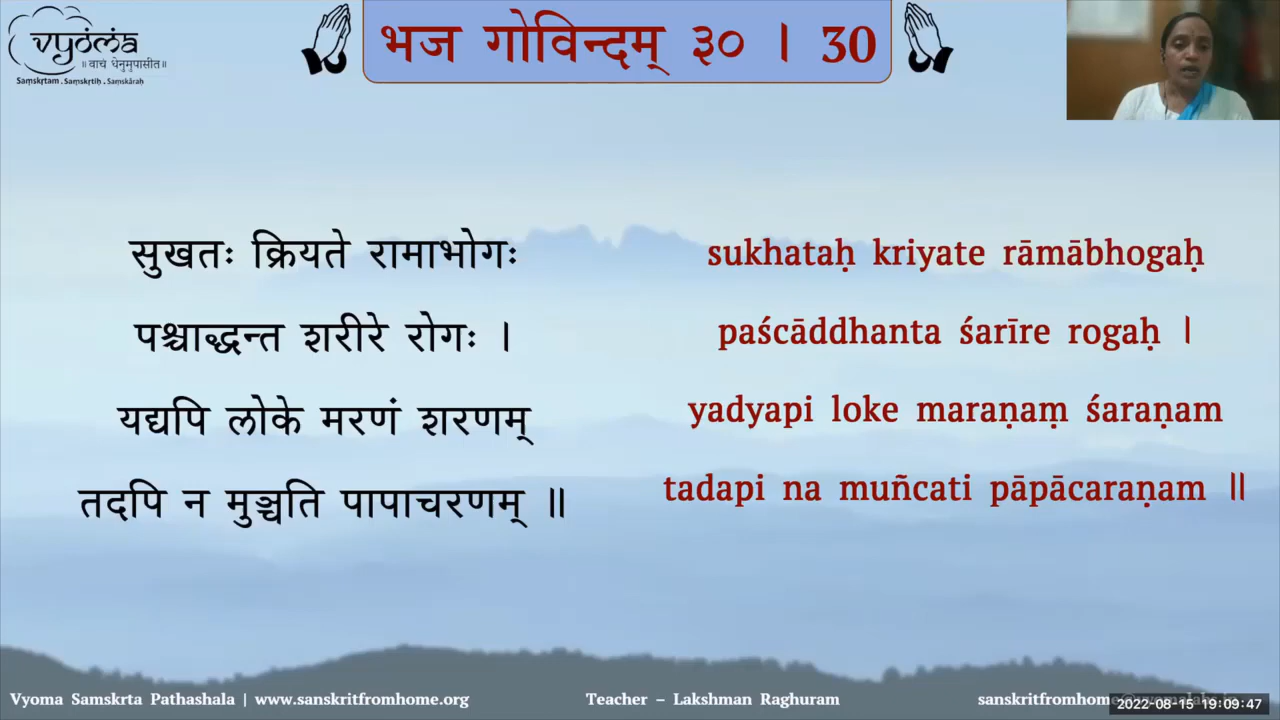 vyoma
॥ वाचं धेनुमुपासीत ॥
Saṃskṛtam . Saṃskṛtiḥ . Saṃskāraḥ
भज गोविन्दम् ३० । 30
सुखतः क्रियते रामाभोगः
पश्चाद्धन्त शरीरे रोगः ।
यद्यपि लोके मरणं शरणम्
तदपि न मुञ्चति पापाचरणम् ॥
sukhataḥ kriyate rāmābhogaḥ
paścāddhanta śarīre rogaḥ ।
yadyapi loke maraṇaṃ śaraṇam
tadapi na muñcati pāpācaraṇam ॥
Vyoma Samskrta Pathashala | www.sanskritfromhome.org
Teacher – Lakshman Raghuram
sanskritfromhome
2022-08-15 19:09:47